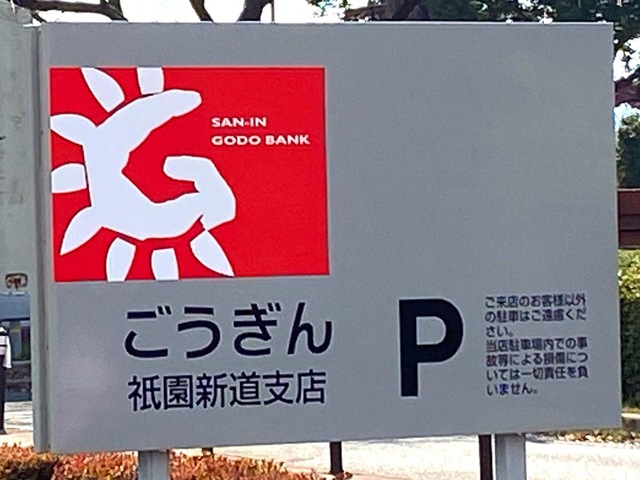 SAN-IN
GODO BANK
ごうぎん
祇園新道支店
P
ご来店のお客様以外
の駐車はご遠慮くだ
さい。
当店駐車場内での事
故等による損傷につ
いては一切責任を負
いません。